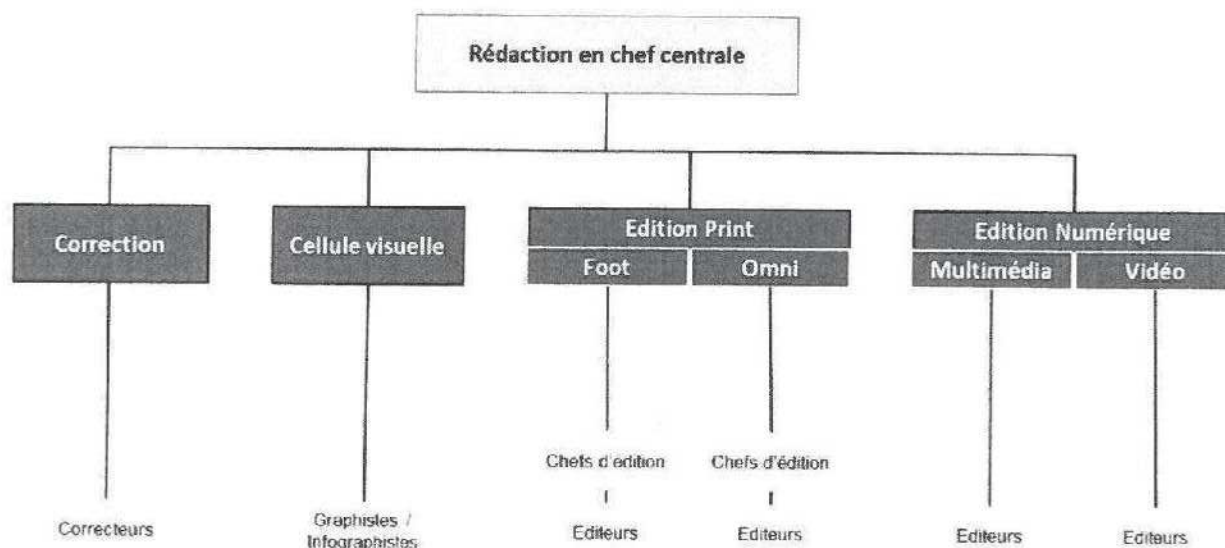 Rédaction en chef centrale
Correction
Cellule visuelle
Edition Print
Foot
Omni
Edition Numérique
Multimédia
Vidéo
Chefs d'edition
Chefs d'édition
Correcteurs
Graphistes /
Infographistes
Editeurs
Editeurs
Editeurs
Editeurs